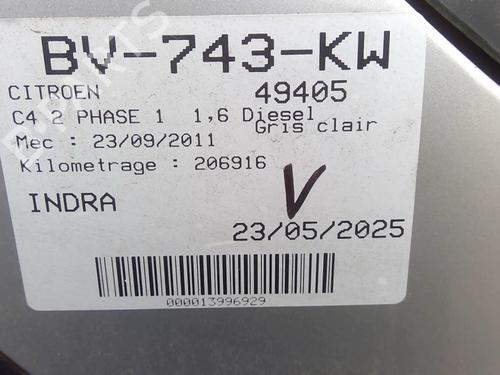 BV-743-KW
CITROEN 49405
C4 2 PHASE 1 1,6 Diesel
Gris clair
Mec : 23/09/2011
Kilometrage : 206916
INDRA V
23/05/2025
000013996929